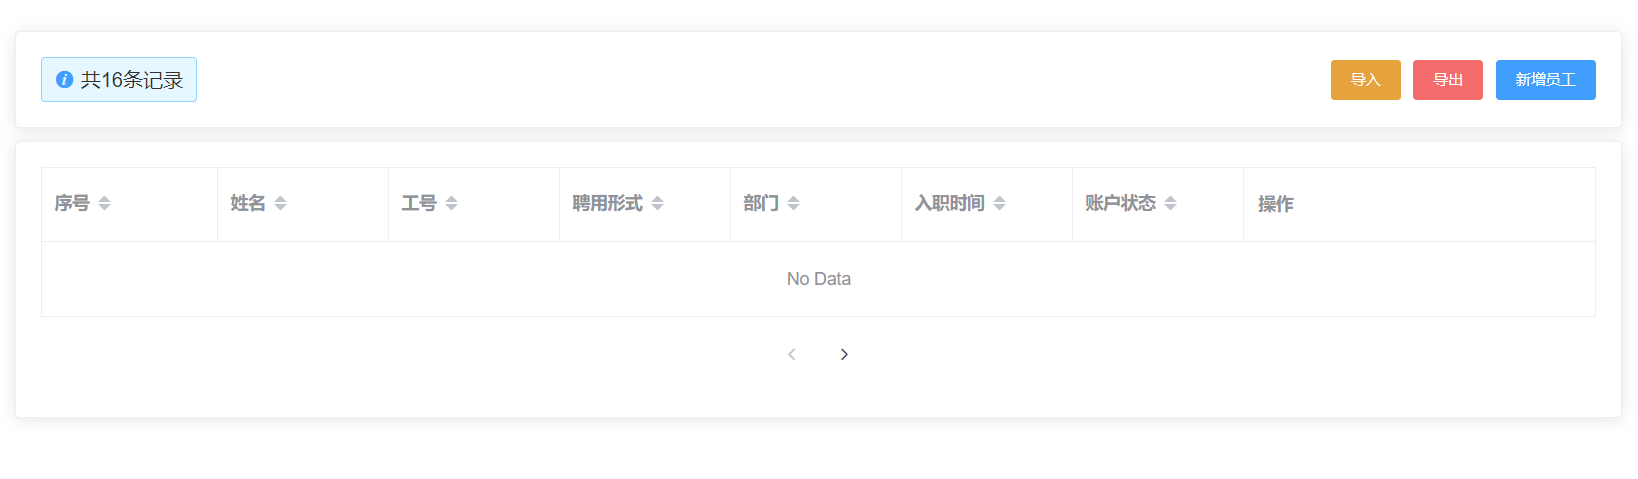 共16条记录 导入 导出 新增员工
序号 姓名 工号 聘用形式 部门 入职时间 账户状态 操作
No Data